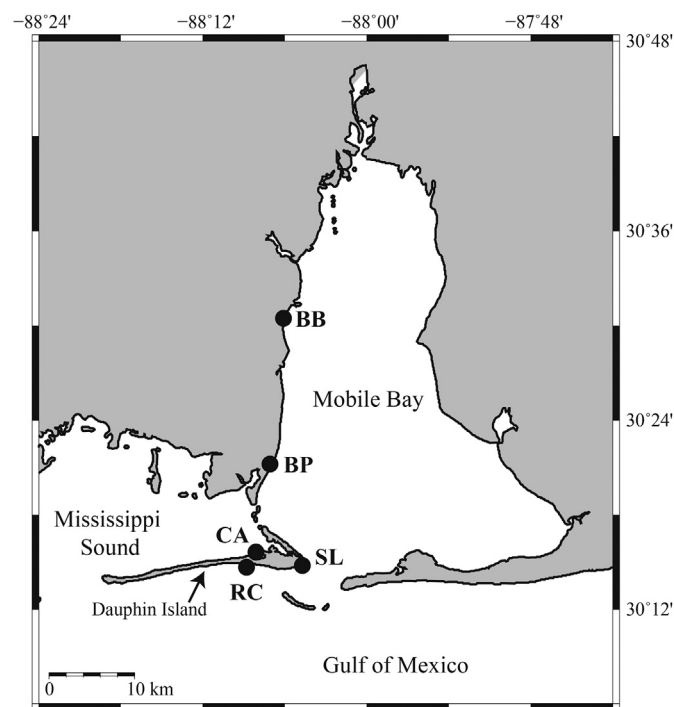 −88˚24' −88˚12' −88˚00' −87˚48'
30˚48'
30˚36'
BB
Mobile Bay
30˚24'
BP
Mississippi
Sound
CA
SL
RC
Dauphin Island
30˚12'
Gulf of Mexico
0 10 km